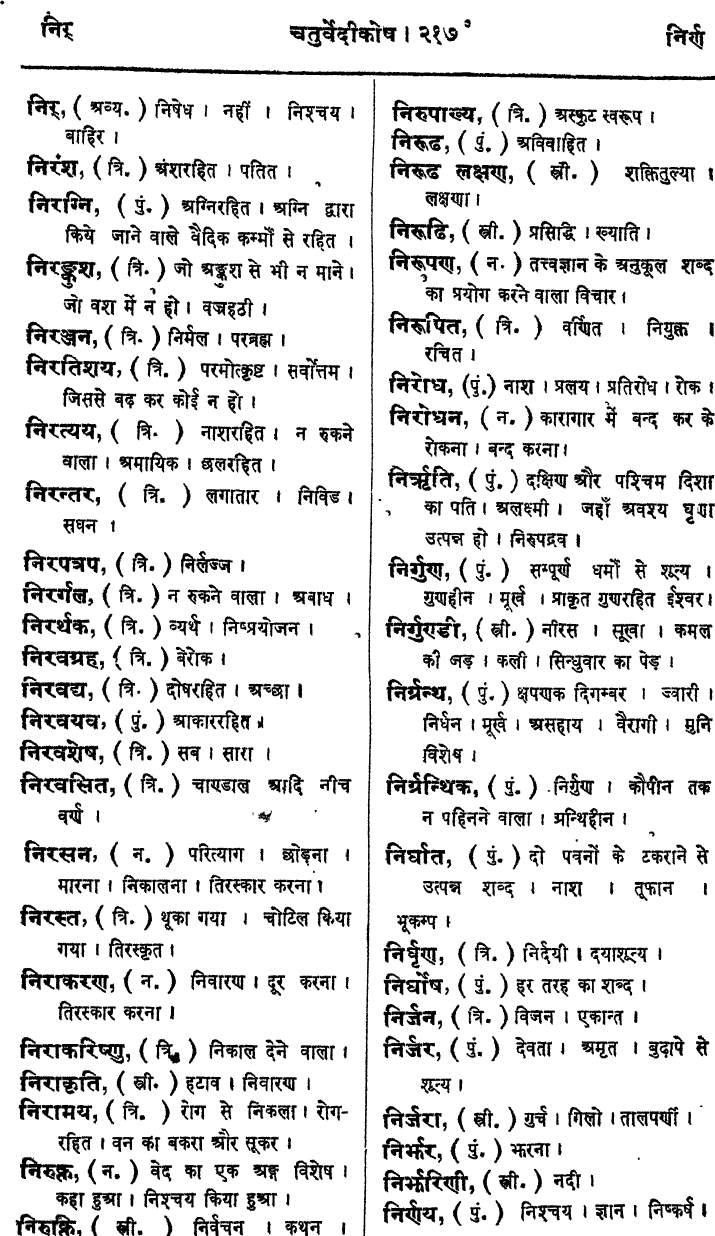 निर्
चतुर्वेदीकोष । २१७
निर्ण
निर्, ( अव्य. ) निषेध । नहीं । निश्चय ।
बाहिर ।
निरंश, ( त्रि. ) अंशरहित । पतित ।
निरग्नि, ( पुं. ) अग्निरहित । अग्नि द्वारा
किये जाने वाले वैदिक कर्म्मों से रहित ।
निरङ्कुश, ( त्रि. ) जो अङ्कुश से भी न माने ।
जो वश में न हो । वज्रहठी ।
निरञ्जन, ( त्रि. ) निर्मल । परब्रह्म ।
निरतिशय, ( त्रि. ) परमोत्कृष्ट । सर्वोत्तम ।
जिससे बढ़ कर कोई न हो ।
निरत्यय, ( त्रि. ) नाशरहित । न रुकने
वाला । अमायिक । छलरहित ।
निरन्तर, ( त्रि. ) लगातार । निविड ।
सघन ।
निरपत्रप, ( त्रि. ) निर्लज्ज ।
निरर्गल, ( त्रि. ) न रुकने वाला । अबाध ।
निरर्थक, ( त्रि. ) व्यर्थ । निष्प्रयोजन ।
निरवग्रह, ( त्रि. ) बेरोक ।
निरवद्य, ( त्रि. ) दोषरहित । अच्छा ।
निरवयव, ( पुं. ) आकाररहित ।
निरवशेष, ( त्रि. ) सब । सारा ।
निरवसित, ( त्रि. ) चाण्डाल आदि नीच
वर्ण ।
निरसन, ( न. ) परित्याग । छोड़ना ।
मारना । निकालना । तिरस्कार करना ।
निरस्त, ( त्रि. ) थूका गया । चोटिल किया
गया । तिरस्कृत ।
निराकरण, ( न. ) निवारण । दूर करना ।
तिरस्कार करना ।
निराकरिष्णु, ( त्रि. ) निकाल देने वाला ।
निराकृति, ( स्त्री. ) हटाव । निवारण ।
निरामय, ( त्रि. ) रोग से निकला । रोग-
रहित । वन का बकरा और सूकर ।
निरुक्त, ( न. ) वेद का एक अङ्ग विशेष ।
कहा हुआ । निश्चय किया हुआ ।
निरुक्ति, ( स्त्री. ) निर्वचन । कथन ।
निरुपाख्य, ( त्रि. ) अस्फुट स्वरूप ।
निरूढ, ( पुं. ) अविवाहित ।
निरूढ लक्षण, ( स्त्री. ) शक्तितुल्या ।
लक्षणा ।
निरूढि, ( स्त्री. ) प्रसिद्धि । ख्याति ।
निरूपण, ( न. ) तत्त्वज्ञान के अनुकूल शब्द
का प्रयोग करने वाला विचार ।
निरूपित, ( त्रि. ) वर्णित । नियुक्त ।
रचित ।
निरोध, (पुं.) नाश । प्रलय । प्रतिरोध । रोक ।
निरोधन, ( न. ) कारागार में बन्द कर के
रोकना । बन्द करना ।
निर्ऋति, ( पुं. ) दक्षिण और पश्चिम दिशा
का पति । अलक्ष्मी । जहाँ अवश्य घृणा
उत्पन्न हो । निरुपद्रव ।
निर्गुण, ( पुं. ) सम्पूर्ण धर्मों से शून्य ।
गुणहीन । मूर्ख । प्राकृत गुणरहित ईश्वर ।
निर्गुण्डी, ( स्त्री. ) नीरस । सूखा । कमल
की जड़ । कली । सिन्धुवार का पेड़ ।
निर्ग्रन्थ, ( पुं. ) क्षपणक दिगम्बर । ज्वारी ।
निर्धन । मूर्ख । असहाय । वैरागी । मुनि
विशेष ।
निर्ग्रन्थिक, ( पुं. ) निर्गुण । कौपीन तक
न पहिनने वाला । ग्रन्थिहीन ।
निर्घात, ( पुं. ) दो पवनों के टकराने से
उत्पन्न शब्द । नाश । तूफान ।
भूकम्प ।
निर्घृण, ( त्रि. ) निर्दयी । दयाशून्य ।
निर्घोष, ( पुं. ) हर तरह का शब्द ।
निर्जन, ( त्रि. ) विजन । एकान्त ।
निर्जर, ( पुं. ) देवता । अमृत । बुढ़ापे से
शून्य ।
निर्जरा, ( स्त्री. ) गुर्च । गिलो । तालपर्णी ।
निर्झर, ( पुं. ) झरना ।
निर्झरिणी, ( स्त्री. ) नदी ।
निर्णय, ( पुं. ) निश्चय । ज्ञान । निष्कर्ष ।